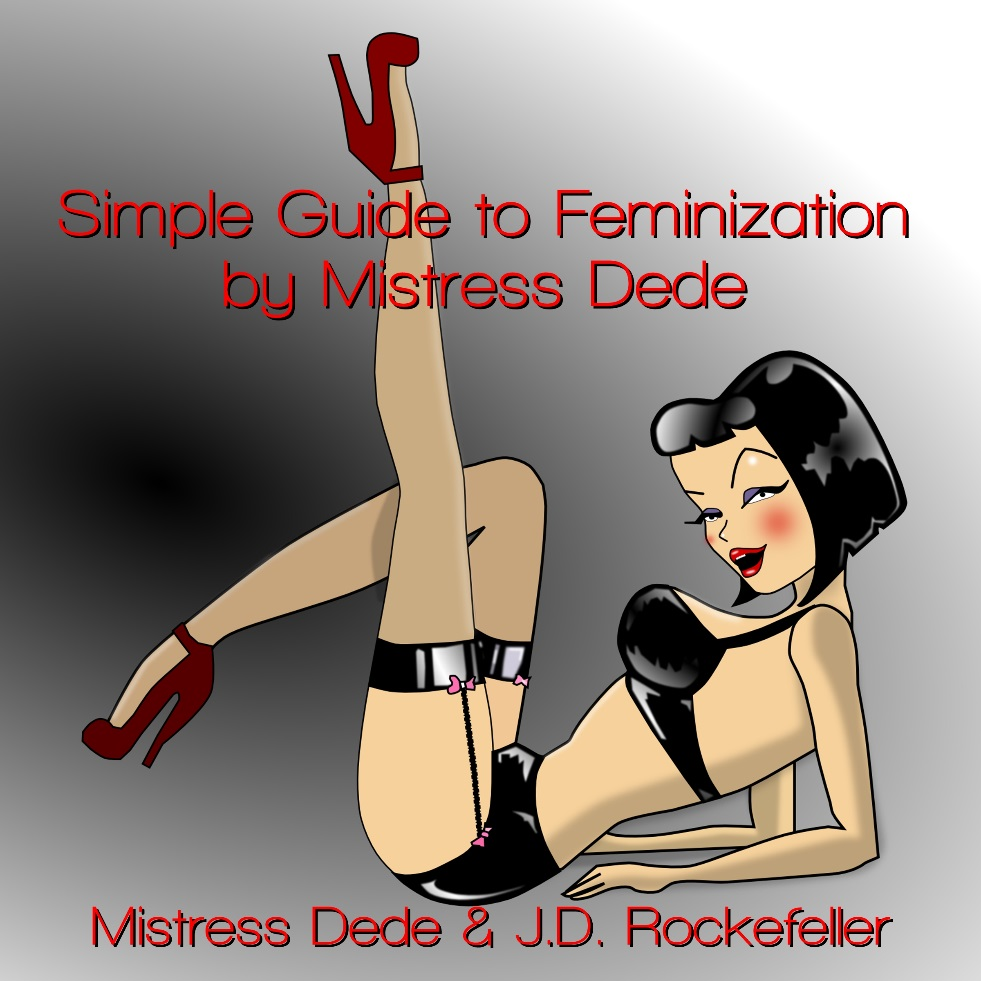 Simple Guide to Feminization
by Mistress Dede
Mistress Dede & J.D. Rockefeller